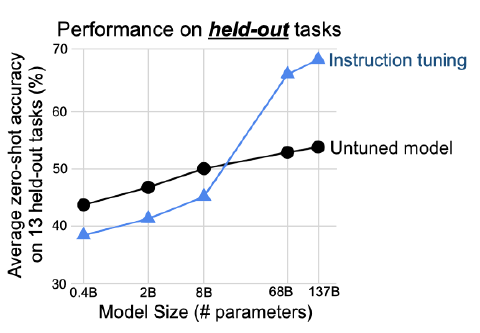 Performance on held-out tasks
Average zero-shot accuracy
on 13 held-out tasks (%)
70
60
50
40
30
Instruction tuning
Untuned model
0.4B 2B 8B 68B 137B
Model Size (# parameters)